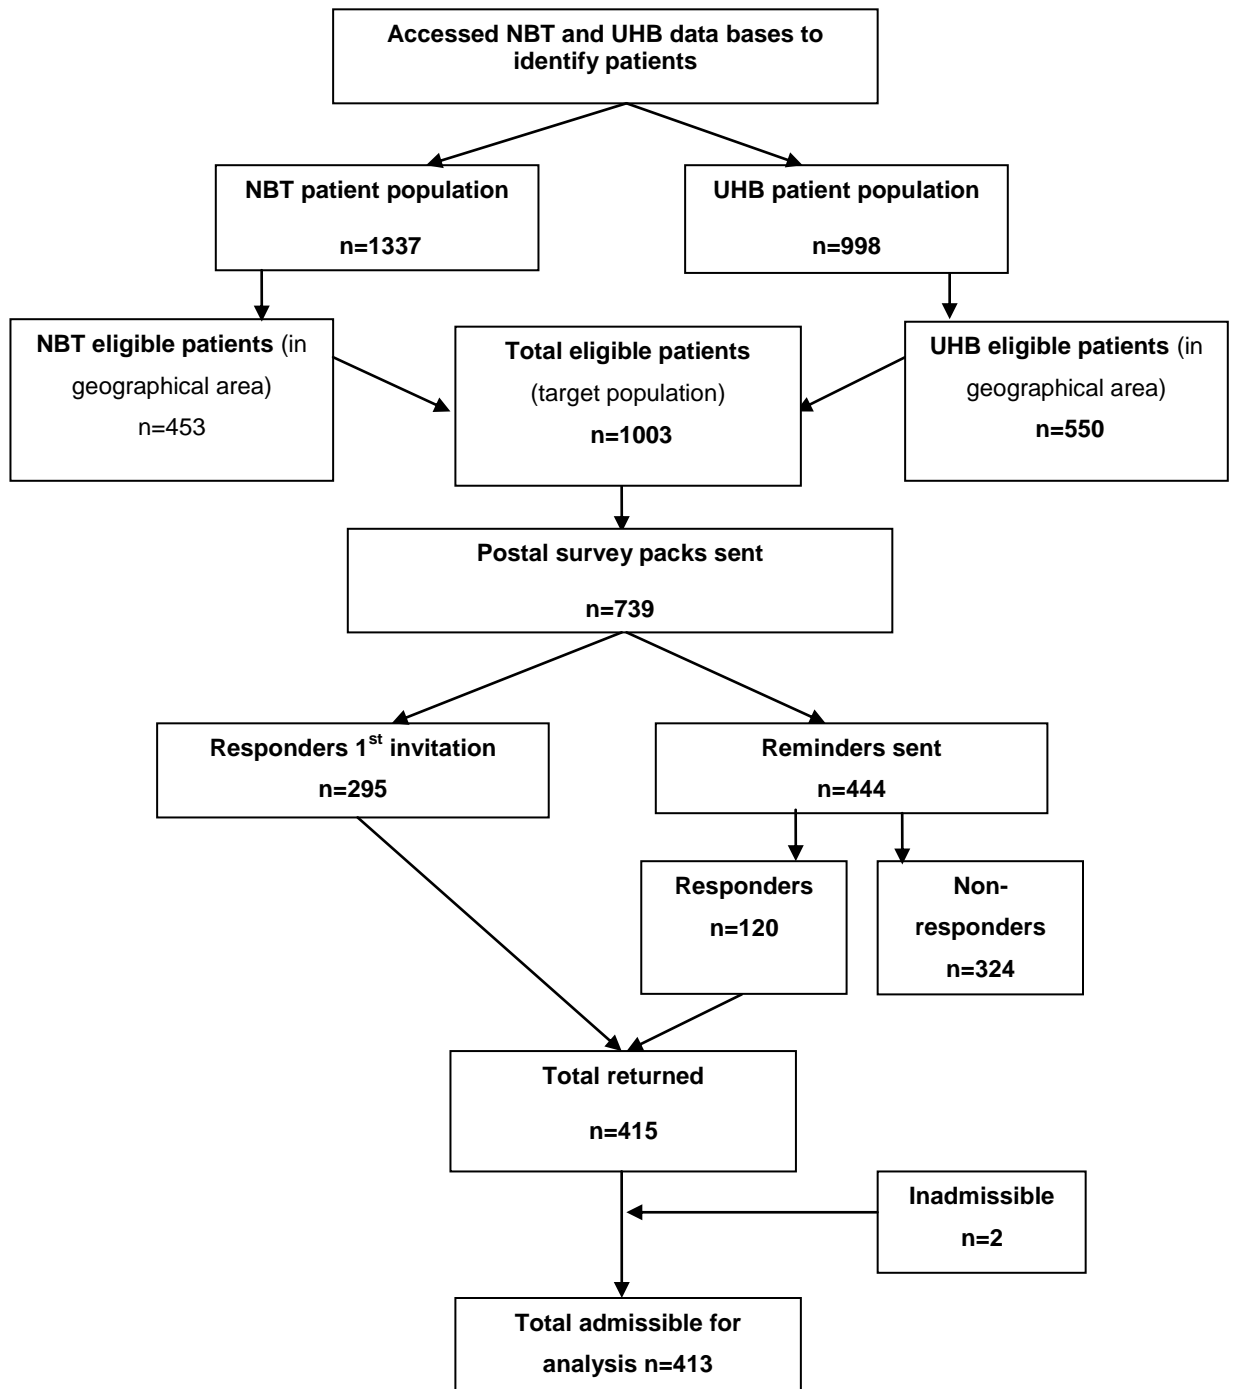 Accessed NBT and UHB data bases to
identify patients
NBT patient population
n=1337
UHB patient population
n=998
NBT eligible patients (in
geographical area)
n=453
Total eligible patients
(target population)
n=1003
UHB eligible patients (in
geographical area)
n=550
Postal survey packs sent
n=739
Responders 1st invitation
n=295
Reminders sent
n=444
Responders
n=120
Non-
responders
n=324
Total returned
n=415
Inadmissible
n=2
Total admissible for
analysis n=413